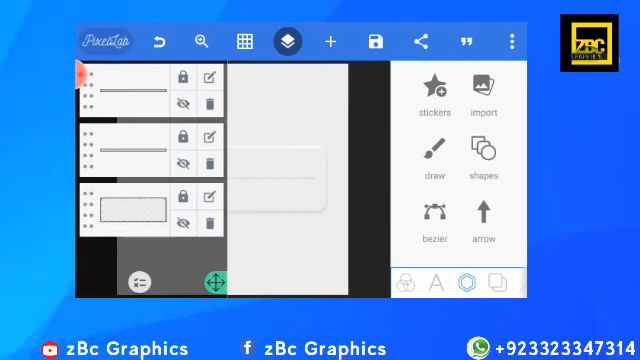 PixelLab
zBC
GRAPHICS
stickers
import
draw
shapes
bezier
arrow
zBc Graphics
zBc Graphics
+923323347314